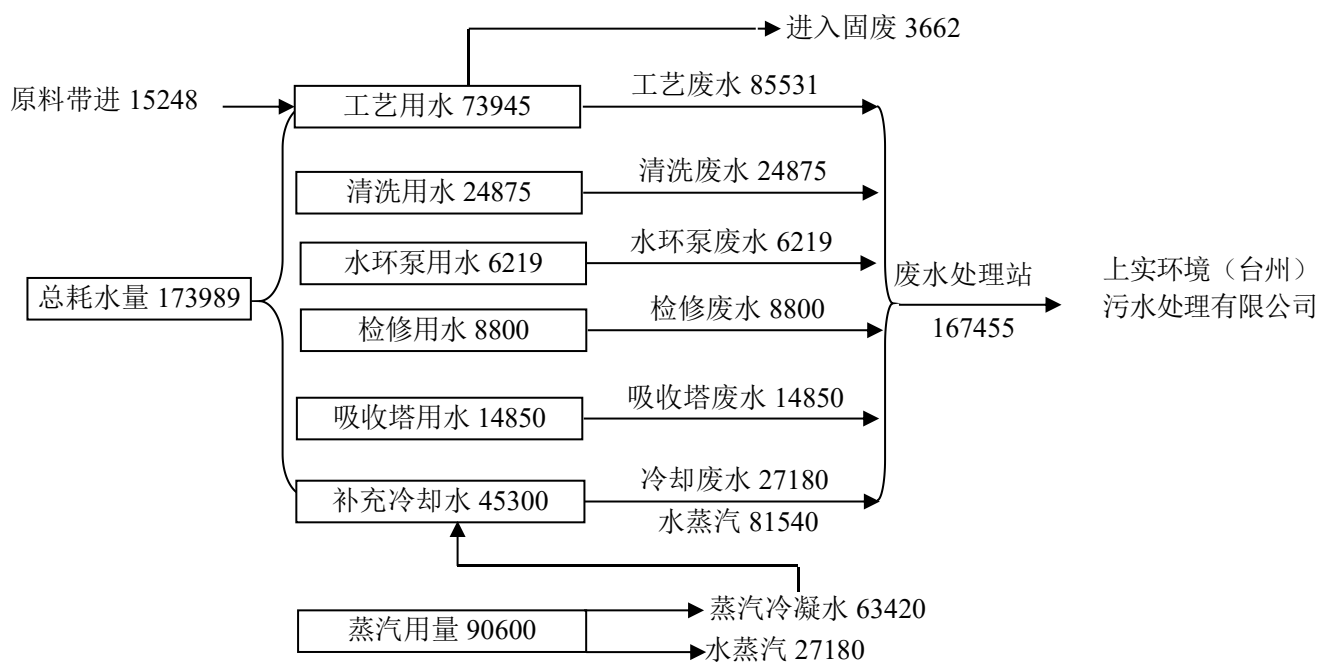 进入固废 3662
原料带进 15248
工艺用水 73945
工艺废水 85531
清洗用水 24875
清洗废水 24875
水环泵用水 6219
水环泵废水 6219
总耗水量 173989
检修用水 8800
检修废水 8800
废水处理站
167455
上实环境（台州）
污水处理有限公司
吸收塔用水 14850
吸收塔废水 14850
补充冷却水 45300
冷却废水 27180
水蒸汽 81540
蒸汽用量 90600
蒸汽冷凝水 63420
水蒸汽 27180